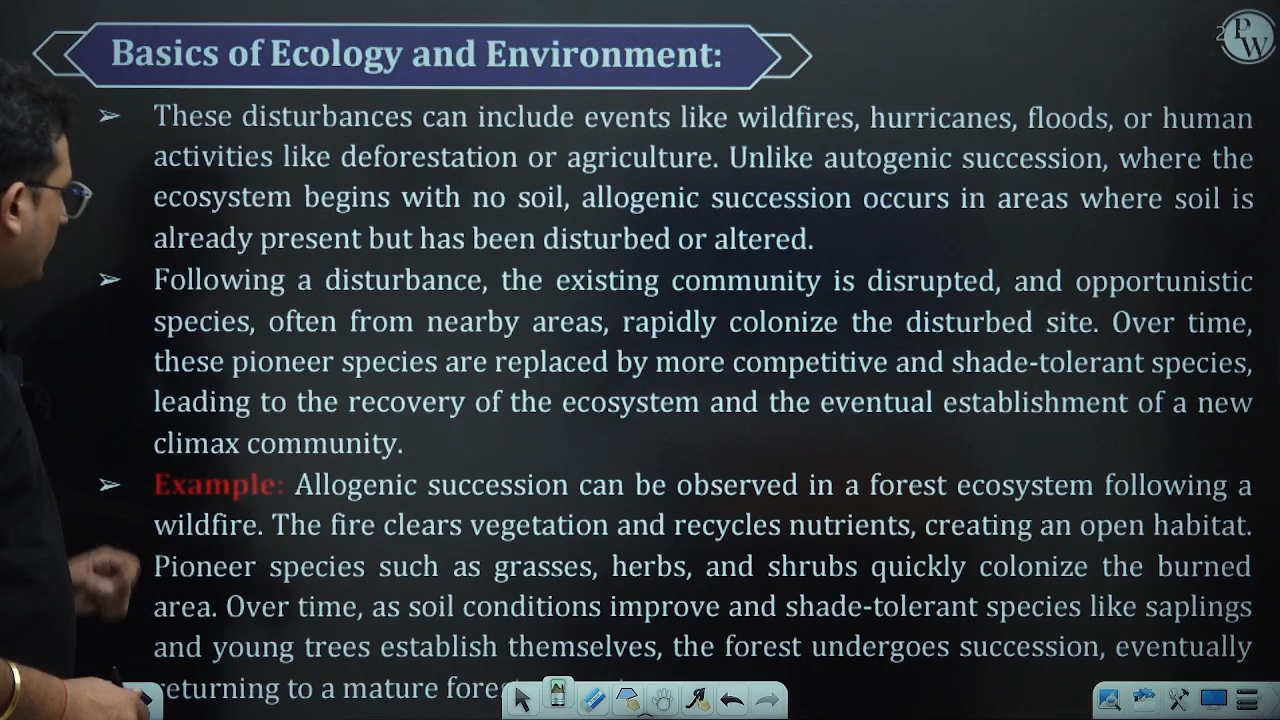 Basics of Ecology and Environment:
2
PW
➢ These disturbances can include events like wildfires, hurricanes, floods, or human
activities like deforestation or agriculture. Unlike autogenic succession, where the
ecosystem begins with no soil, allogenic succession occurs in areas where soil is
already present but has been disturbed or altered.
➢ Following a disturbance, the existing community is disrupted, and opportunistic
species, often from nearby areas, rapidly colonize the disturbed site. Over time,
these pioneer species are replaced by more competitive and shade-tolerant species,
leading to the recovery of the ecosystem and the eventual establishment of a new
climax community.
➢ Example: Allogenic succession can be observed in a forest ecosystem following a
wildfire. The fire clears vegetation and recycles nutrients, creating an open habitat.
Pioneer species such as grasses, herbs, and shrubs quickly colonize the burned
area. Over time, as soil conditions improve and shade-tolerant species like saplings
and young trees establish themselves, the forest undergoes succession, eventually
returning to a mature